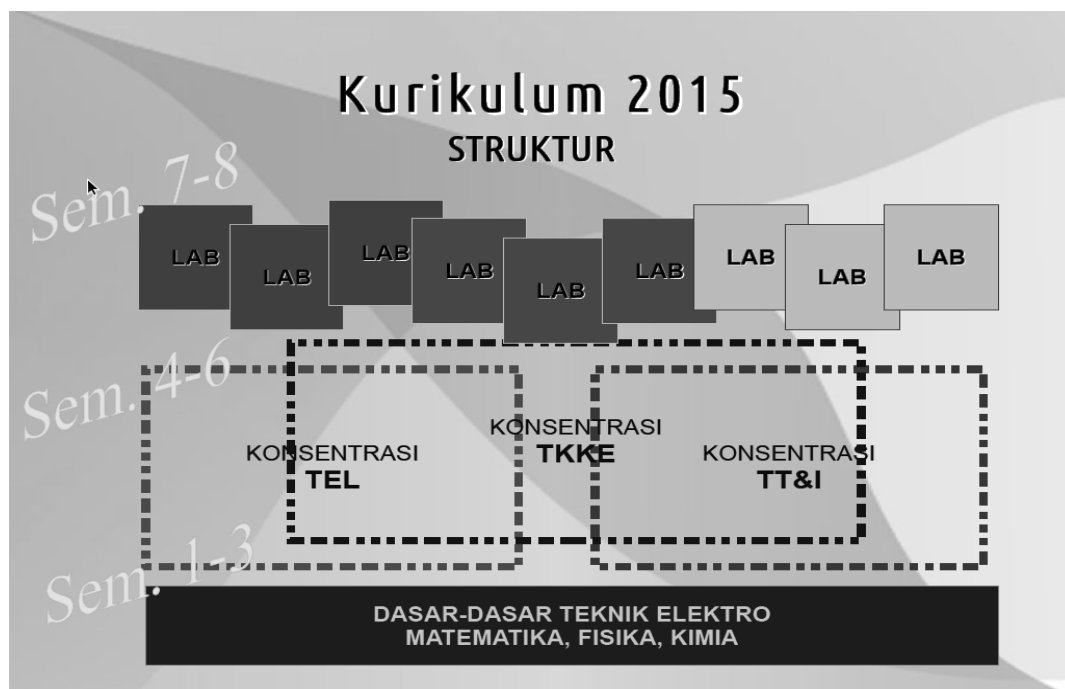 Kurikulum 2015
STRUKTUR
Sem. 7-8
LAB
LAB
LAB
LAB
LAB
LAB
LAB
LAB
LAB
Sem. 4-6
KONSENTRASI
TEL
KONSENTRASI
TKKE
KONSENTRASI
TT&I
Sem. 1-3
DASAR-DASAR TEKNIK ELEKTRO
MATEMATIKA, FISIKA, KIMIA